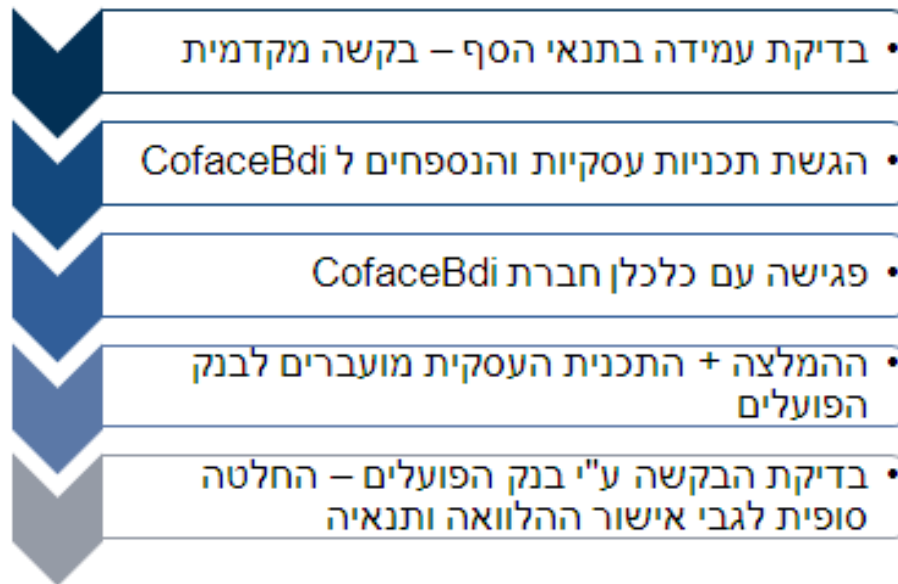 • בדיקת עמידה בתנאי הסף – בקשה מקדמית
• הגשת תכניות עסקיות והנספחים ל CofaceBdi
• פגישה עם כלכלן חברת CofaceBdi
• ההמלצה + התכנית העסקית מועברים לבנק
הפועלים
• בדיקת הבקשה ע"י בנק הפועלים – החלטה
סופית לגבי אישור ההלוואה ותנאיה